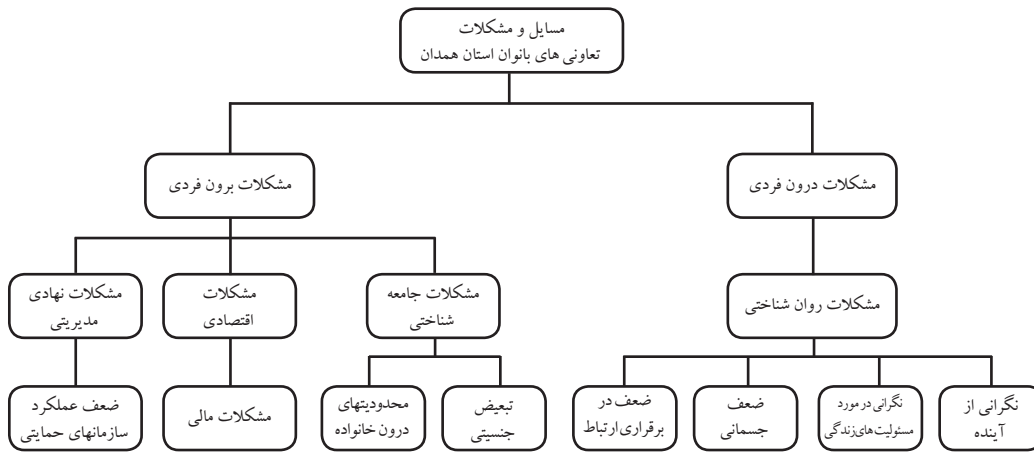 مسایل و مشکلات
تعاونی های بانوان استان همدان
مشکلات درون فردی
مشکلات برون فردی
مشکلات روان شناختی
مشکلات جامعه
شناختی
مشکلات
اقتصادی
مشکلات نهادی
مدیریتی
نگرانی از
آینده
نگرانی در مورد
مسئولیت های زندگی
ضعف
جسمانی
ضعف در
برقراری ارتباط
تبعیض
جنسیتی
محدودیتهای
درون خانواده
مشکلات مالی
ضعف عملکرد
سازمانهای حمایتی